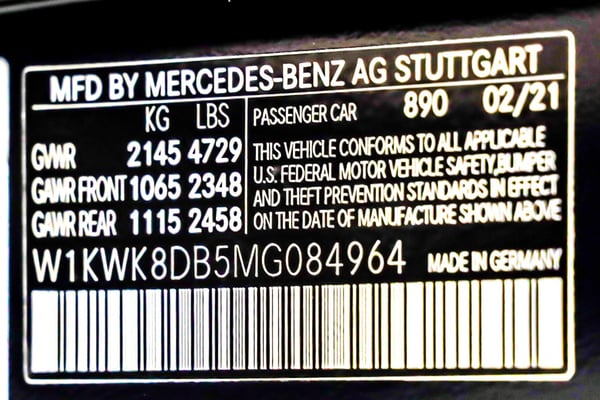 MFD BY MERCEDES-BENZ AG STUTTGART
KG LBS
GVWR 2145 4729
GAWR FRONT 1065 2348
GAWR REAR 1115 2458
PASSENGER CAR 890 02/21
THIS VEHICLE CONFORMS TO ALL APPLICABLE
U.S. FEDERAL MOTOR VEHICLE SAFETY,BUMPER
AND THEFT PREVENTION STANDARDS IN EFFECT
ON THE DATE OF MANUFACTURE SHOWN ABOVE
W1KWK8DB5MG084964 MADE IN GERMANY